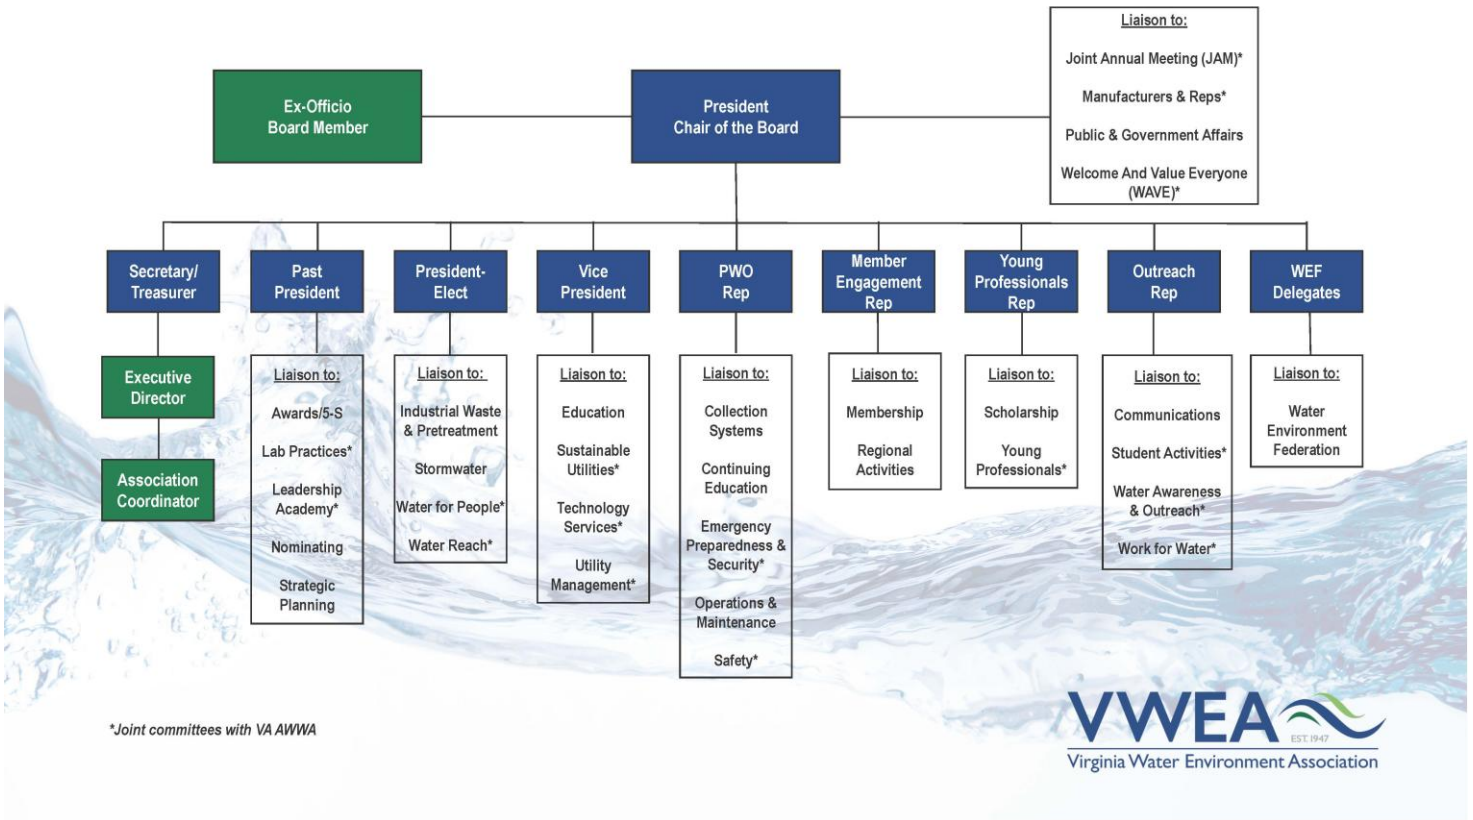 Liaison to:
Joint Annual Meeting (JAM)*
Manufacturers & Reps*
Public & Government Affairs
Welcome And Value Everyone
(WAVE)*
Ex-Officio
Board Member
President
Chair of the Board
Secretary/
Treasurer
Past
President
President-
Elect
Vice
President
PWO
Rep
Member
Engagement
Rep
Young
Professionals
Rep
Outreach
Rep
WEF
Delegates
Executive
Director
Association
Coordinator
Liaison to:
Awards/5-S
Lab Practices*
Leadership
Academy*
Nominating
Strategic
Planning
Liaison to:
Industrial Waste
& Pretreatment
Stormwater
Water for People*
Water Reach*
Liaison to:
Education
Sustainable
Utilities*
Technology
Services*
Utility
Management*
Liaison to:
Collection
Systems
Continuing
Education
Emergency
Preparedness &
Security*
Operations &
Maintenance
Safety*
Liaison to:
Membership
Regional
Activities
Liaison to:
Scholarship
Young
Professionals*
Liaison to:
Communications
Student Activities*
Water Awareness
& Outreach*
Work for Water*
Liaison to:
Water
Environment
Federation
*Joint committees with VA AWWA
VWEA
EST. 1947
Virginia Water Environment Association